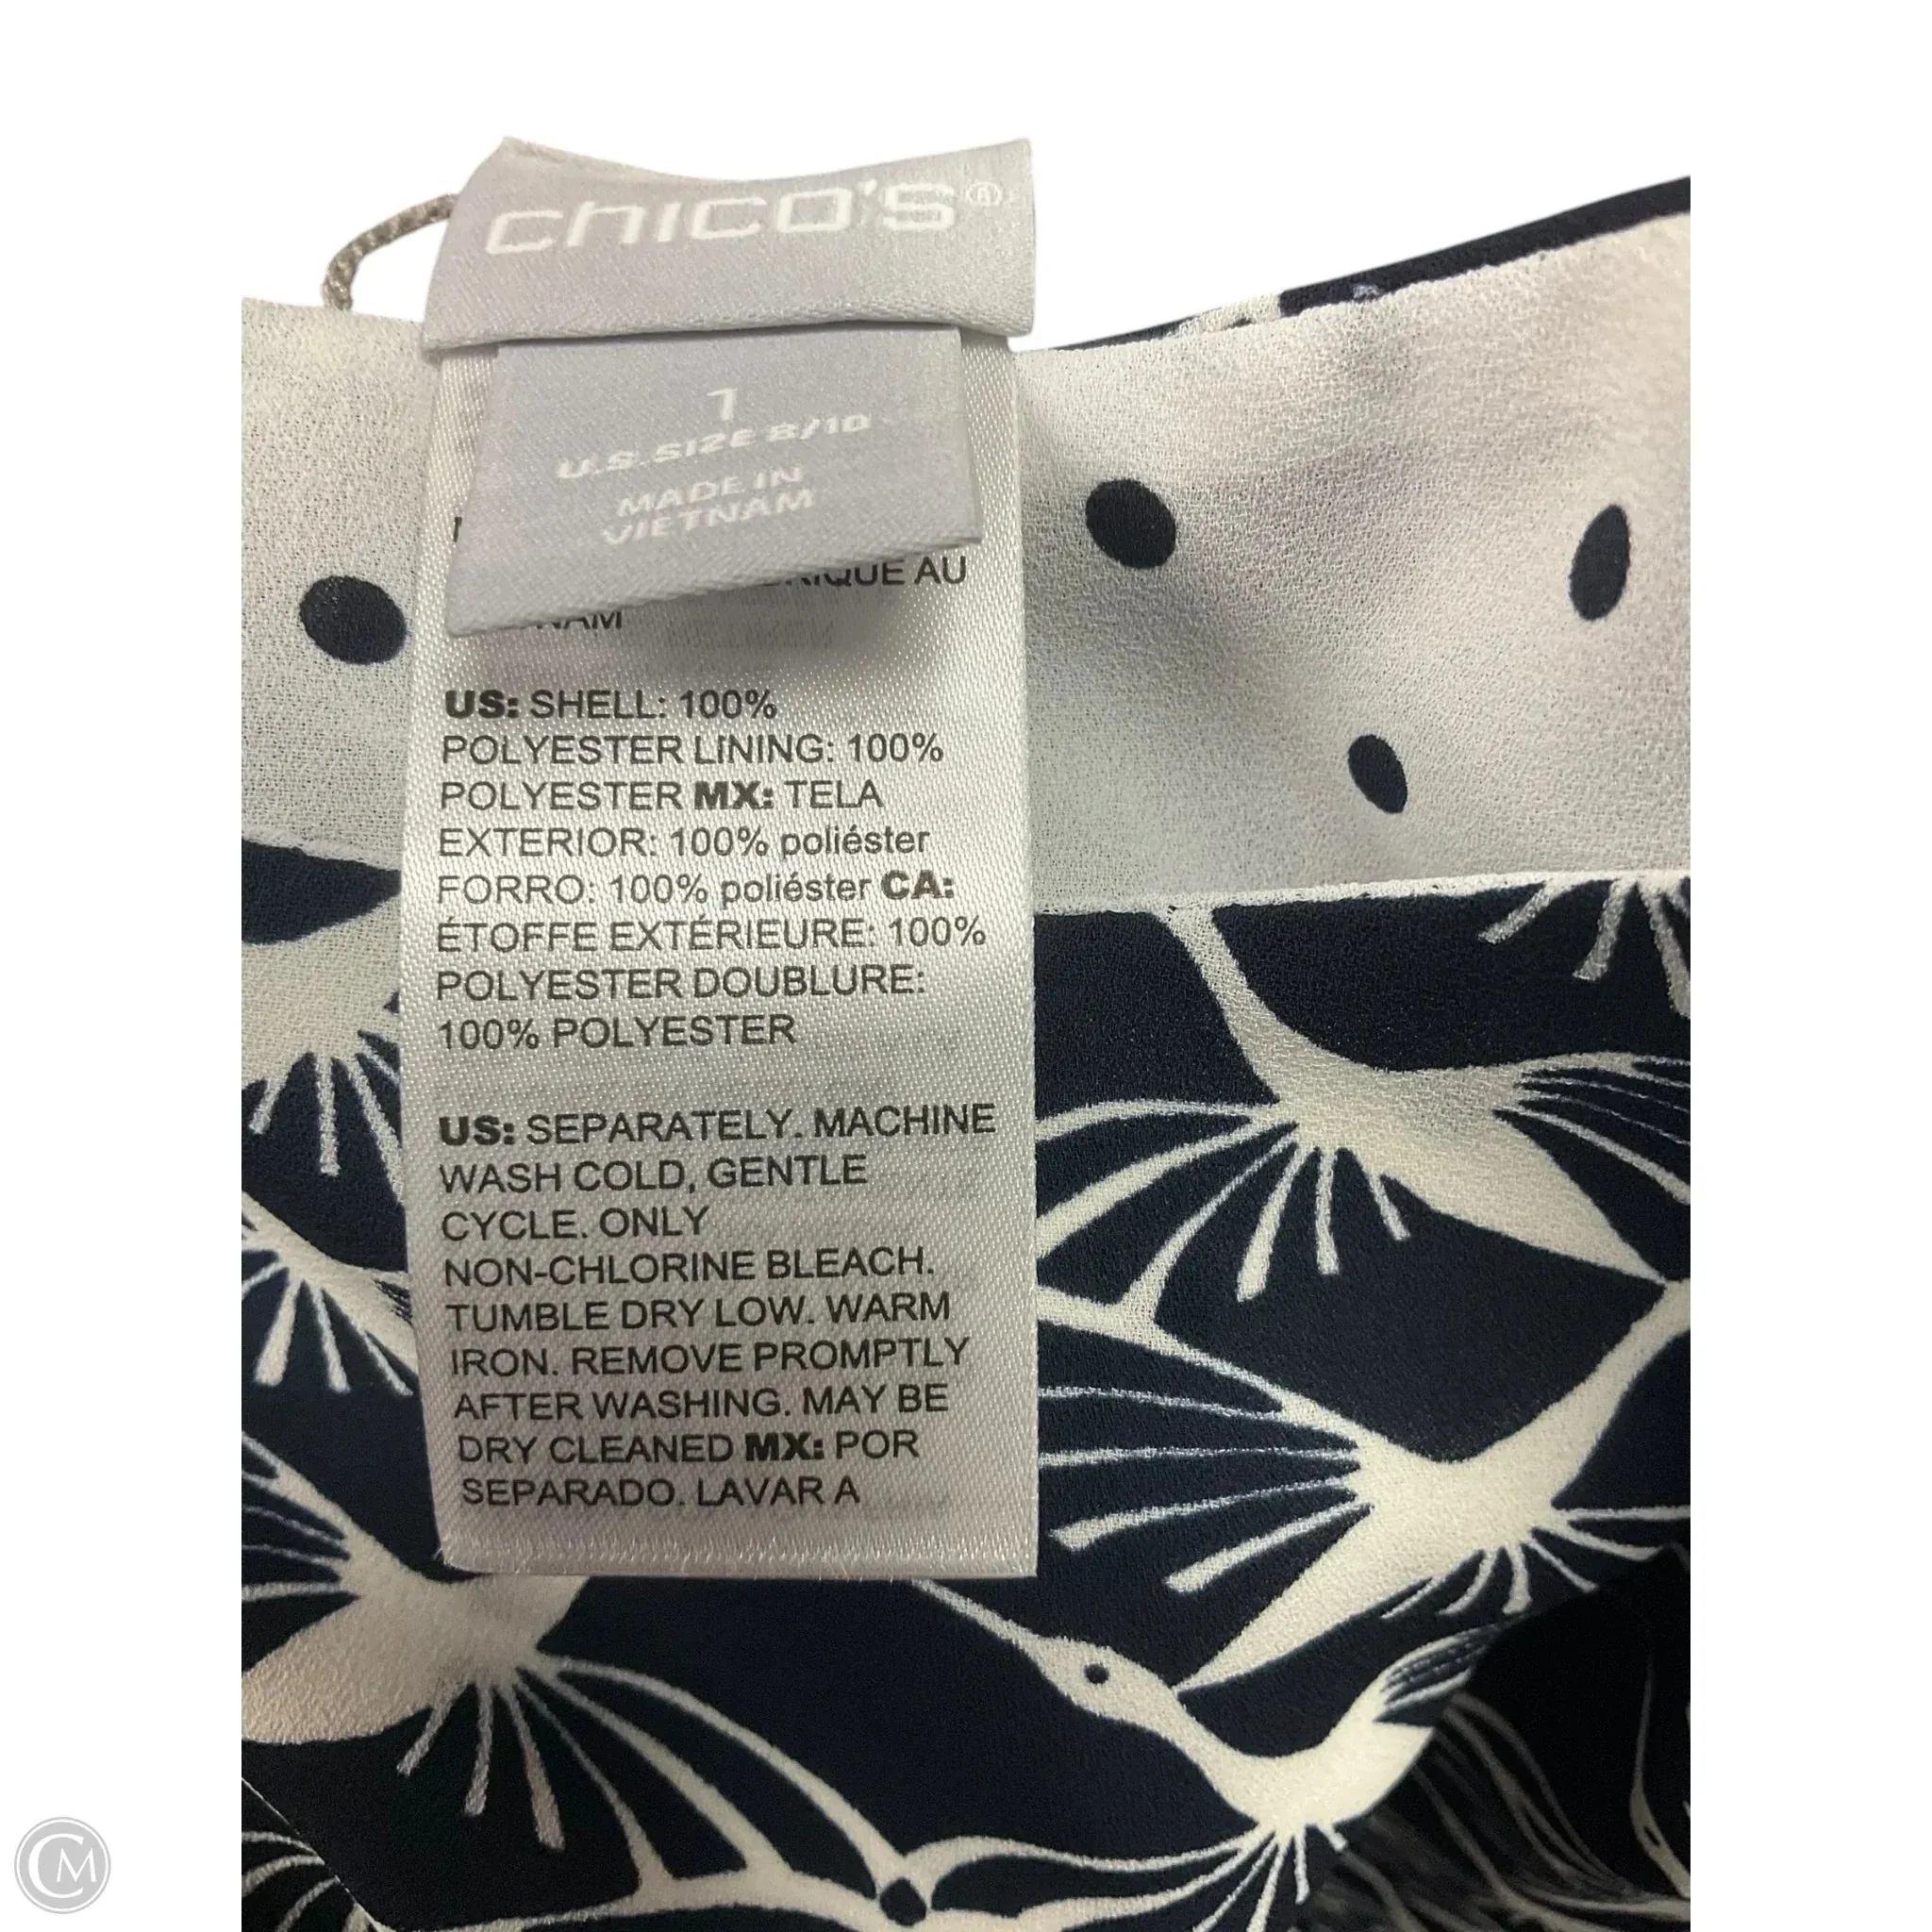 chico's®
1
U.S. SIZE 8/10
MADE IN
VIETNAM
AU
NAM
US: SHELL: 100%
POLYESTER LINING: 100%
POLYESTER MX: TELA
EXTERIOR: 100% poliéster
FORRO: 100% poliéster CA:
ÉTOFFE EXTÉRIEURE: 100%
POLYESTER DOUBLURE:
100% POLYESTER
US: SEPARATELY. MACHINE
WASH COLD, GENTLE
CYCLE. ONLY
NON-CHLORINE BLEACH.
TUMBLE DRY LOW. WARM
IRON. REMOVE PROMPTLY
AFTER WASHING. MAY BE
DRY CLEANED MX: POR
SEPARADO. LAVAR A
CM